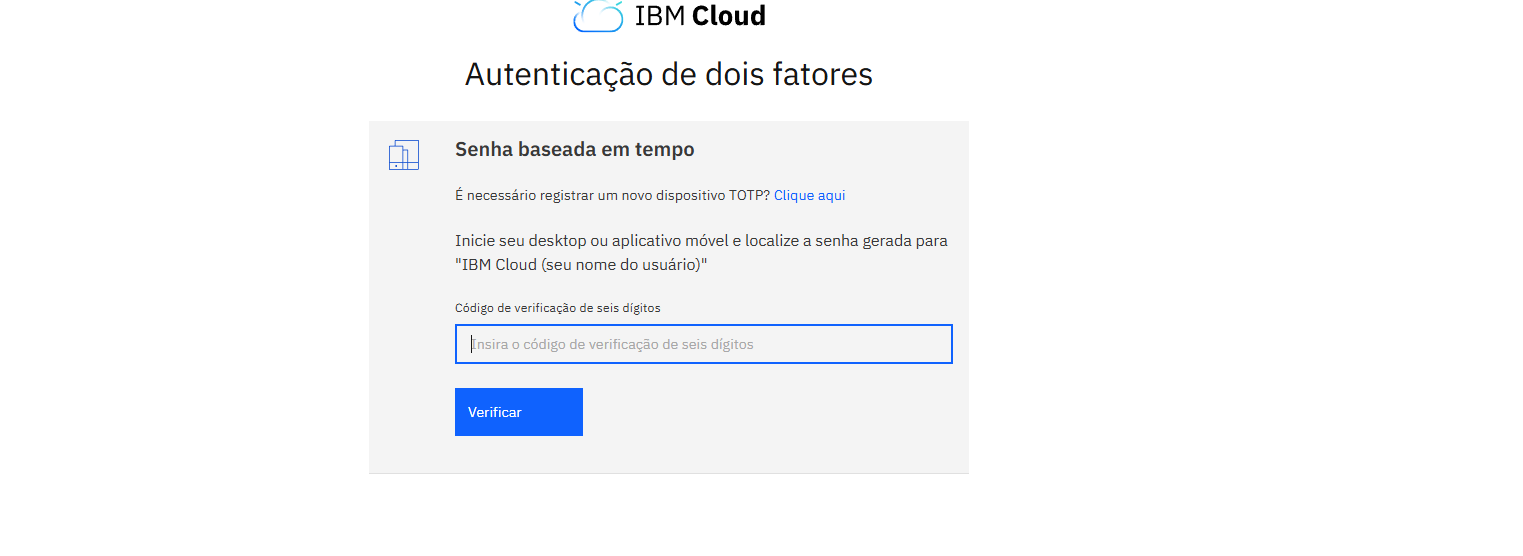 IBM Cloud
Autenticação de dois fatores
Senha baseada em tempo
É necessário registrar um novo dispositivo TOTP? Clique aqui
Inicie seu desktop ou aplicativo móvel e localize a senha gerada para
"IBM Cloud (seu nome do usuário)"
Código de verificação de seis dígitos
Insira o código de verificação de seis dígitos
Verificar